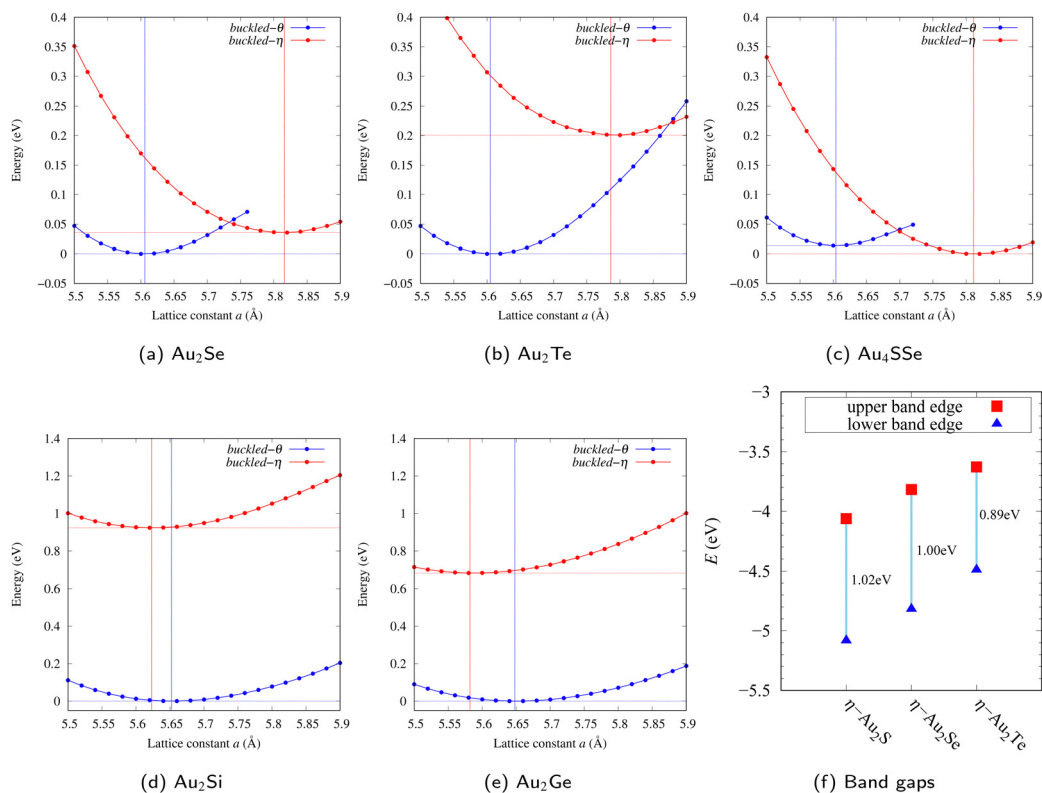 0.4
0.35
0.3
0.25
0.2
0.15
0.1
0.05
0
−0.05
Energy (eV)
buckled-θ
buckled-η
5.5 5.55 5.6 5.65 5.7 5.75 5.8 5.85 5.9
Lattice constant a (Å)
(a) Au₂Se
0.4
0.35
0.3
0.25
0.2
0.15
0.1
0.05
0
−0.05
Energy (eV)
buckled-θ
buckled-η
5.5 5.55 5.6 5.65 5.7 5.75 5.8 5.85 5.9
Lattice constant a (Å)
(b) Au₂Te
0.4
0.35
0.3
0.25
0.2
0.15
0.1
0.05
0
−0.05
Energy (eV)
buckled-θ
buckled-η
5.5 5.55 5.6 5.65 5.7 5.75 5.8 5.85 5.9
Lattice constant a (Å)
(c) Au₄SSe
1.4
1.2
1
0.8
0.6
0.4
0.2
0
Energy (eV)
buckled-θ
buckled-η
5.5 5.55 5.6 5.65 5.7 5.75 5.8 5.85 5.9
Lattice constant a (Å)
(d) Au₂Si
1.4
1.2
1
0.8
0.6
0.4
0.2
0
Energy (eV)
buckled-θ
buckled-η
5.5 5.55 5.6 5.65 5.7 5.75 5.8 5.85 5.9
Lattice constant a (Å)
(e) Au₂Ge
−3
−3.5
−4
−4.5
−5
−5.5
E (eV)
upper band edge
lower band edge
1.02eV
1.00eV
0.89eV
η−Au₂S
η−Au₂Se
η−Au₂Te
(f) Band gaps